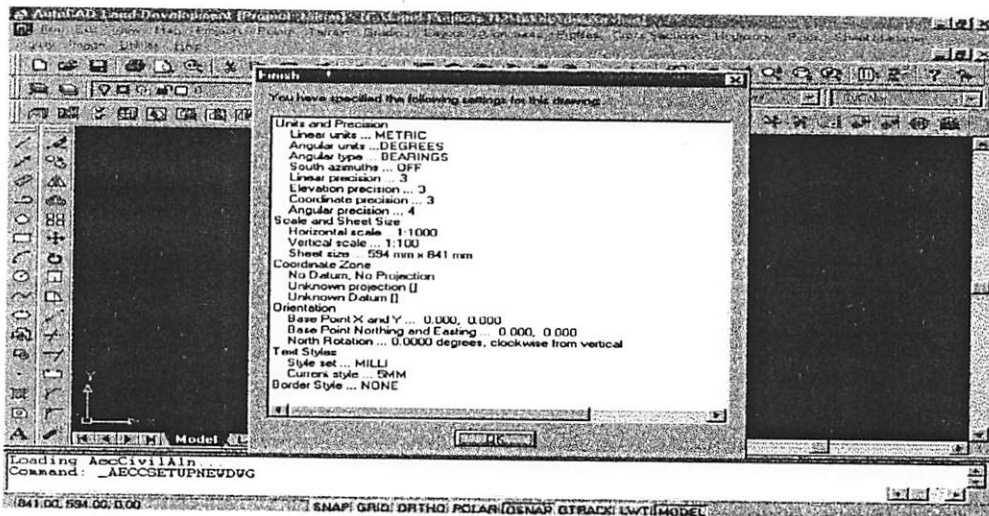 AutoCAD Land Development
Finish
You have specified the following settings for this drawing:
Units and Precision
Linear units ... METRIC
Angular units ...DEGREES
Angular type ... BEARINGS
South azimuths ... OFF
Linear precision ... 3
Elevation precision ... 3
Coordinate precision ... 3
Angular precision ... 4
Scale and Sheet Size
Horizontal scale ... 1:1000
Vertical scale ... 1:100
Sheet size ... 594 mm x 841 mm
Coordinate Zone
No Datum, No Projection
Unknown projection []
Unknown Datum []
Orientation
Base Point X and Y ... 0.000, 0.000
Base Point Northing and Easting ... 0.000, 0.000
North Rotation ... 0.0000 degrees, clockwise from vertical
Text Styles
Style set ... MILLI
Current style ... 5MM
Border Style ... NONE
Y
Model
Loading AecCivilAln...
Command: _AECCSETUPNEWDWG
841.00, 594.00, 0.00 SNAP GRID ORTHO POLAR OSNAP OTRACK LWT MODEL